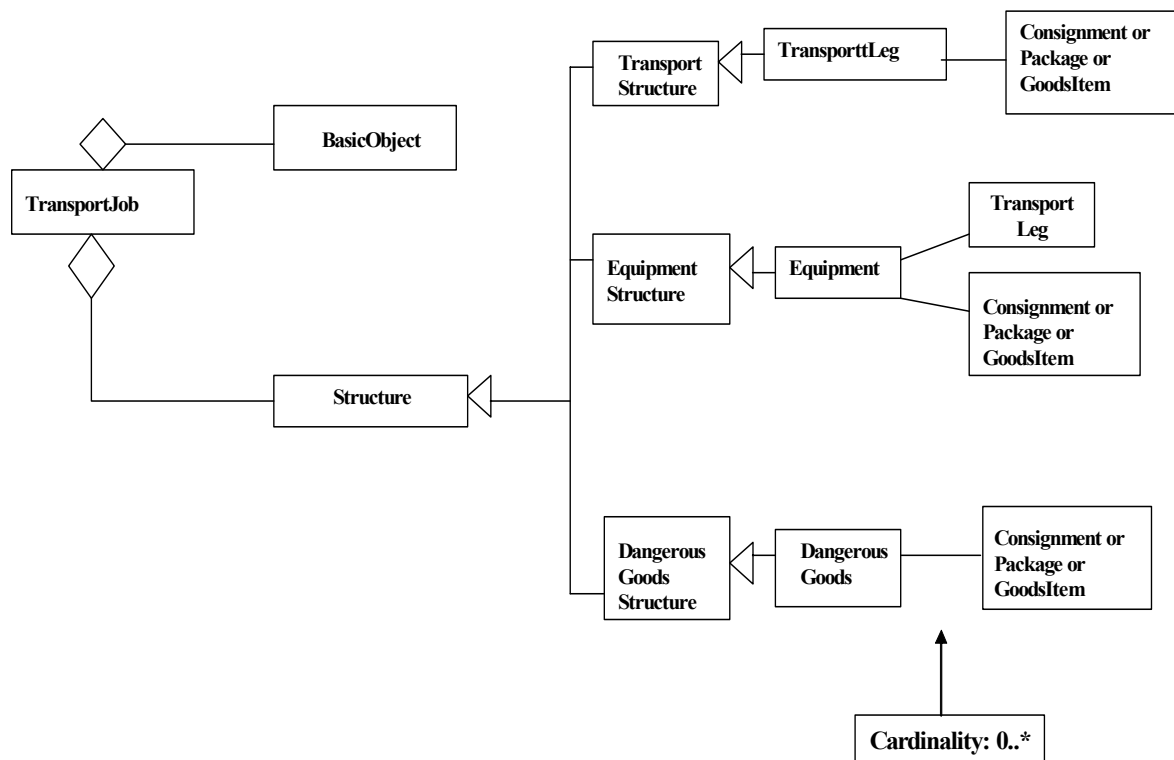 Transport
Structure
TransporttLeg
Consignment or
Package or
GoodsItem
BasicObject
TransportJob
Transport
Leg
Equipment
Structure
Equipment
Consignment or
Package or
GoodsItem
Structure
Dangerous
Goods
Structure
Dangerous
Goods
Consignment or
Package or
GoodsItem
Cardinality: 0..*